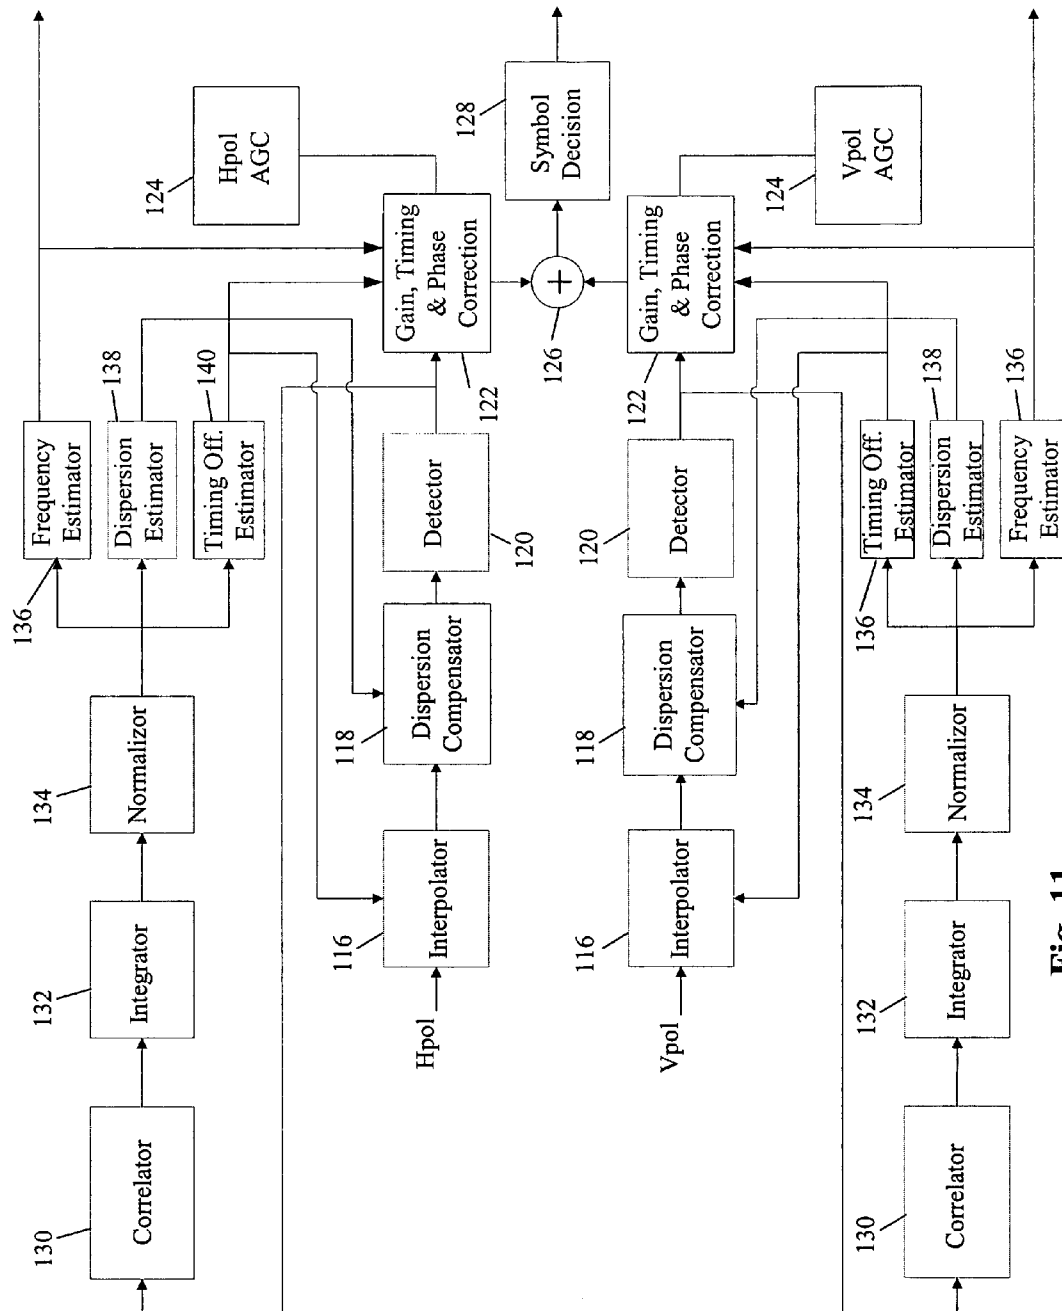 130
Correlator
132
Integrator
134
Normalizor
136
Frequency
Estimator
138
Dispersion
Estimator
140
Timing Off.
Estimator
124
Hpol
AGC
Hpol
116
Interpolator
118
Dispersion
Compensator
120
Detector
122
Gain, Timing
& Phase
Correction
126
+
128
Symbol
Decision
Vpol
116
Interpolator
118
Dispersion
Compensator
120
Detector
122
Gain, Timing
& Phase
Correction
124
Vpol
AGC
130
Correlator
132
Integrator
134
Normalizor
136
Timing Off.
Estimator
138
Dispersion
Estimator
136
Frequency
Estimator
Fig. 11